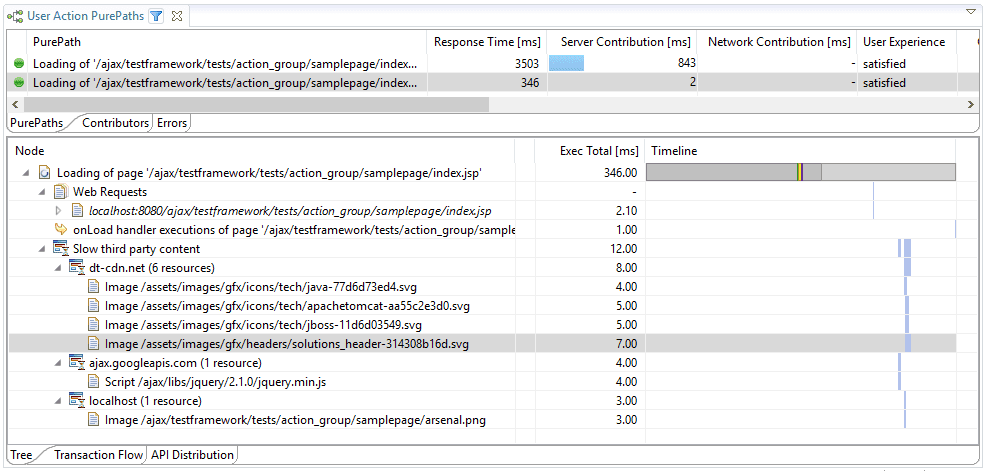 User Action PurePaths
PurePath Response Time [ms] Server Contribution [ms] Network Contribution [ms] User Experience
Loading of '/ajax/testframework/tests/action_group/samplepage/index... 3503 843 - satisfied
Loading of '/ajax/testframework/tests/action_group/samplepage/index... 346 2 - satisfied
PurePaths Contributors Errors
Node Exec Total [ms] Timeline
Loading of page '/ajax/testframework/tests/action_group/samplepage/index.jsp' 346.00
Web Requests -
localhost:8080/ajax/testframework/tests/action_group/samplepage/index.jsp 2.10
onLoad handler executions of page '/ajax/testframework/tests/action_group/sample 1.00
Slow third party content 12.00
dt-cdn.net (6 resources) 8.00
Image /assets/images/gfx/icons/tech/java-77d6d73ed4.svg 4.00
Image /assets/images/gfx/icons/tech/apachetomcat-aa55c2e3d0.svg 5.00
Image /assets/images/gfx/icons/tech/jboss-11d6d03549.svg 5.00
Image /assets/images/gfx/headers/solutions_header-314308b16d.svg 7.00
ajax.googleapis.com (1 resource) 4.00
Script /ajax/libs/jquery/2.1.0/jquery.min.js 4.00
localhost (1 resource) 3.00
Image /ajax/testframework/tests/action_group/samplepage/arsenal.png 3.00
Tree Transaction Flow API Distribution